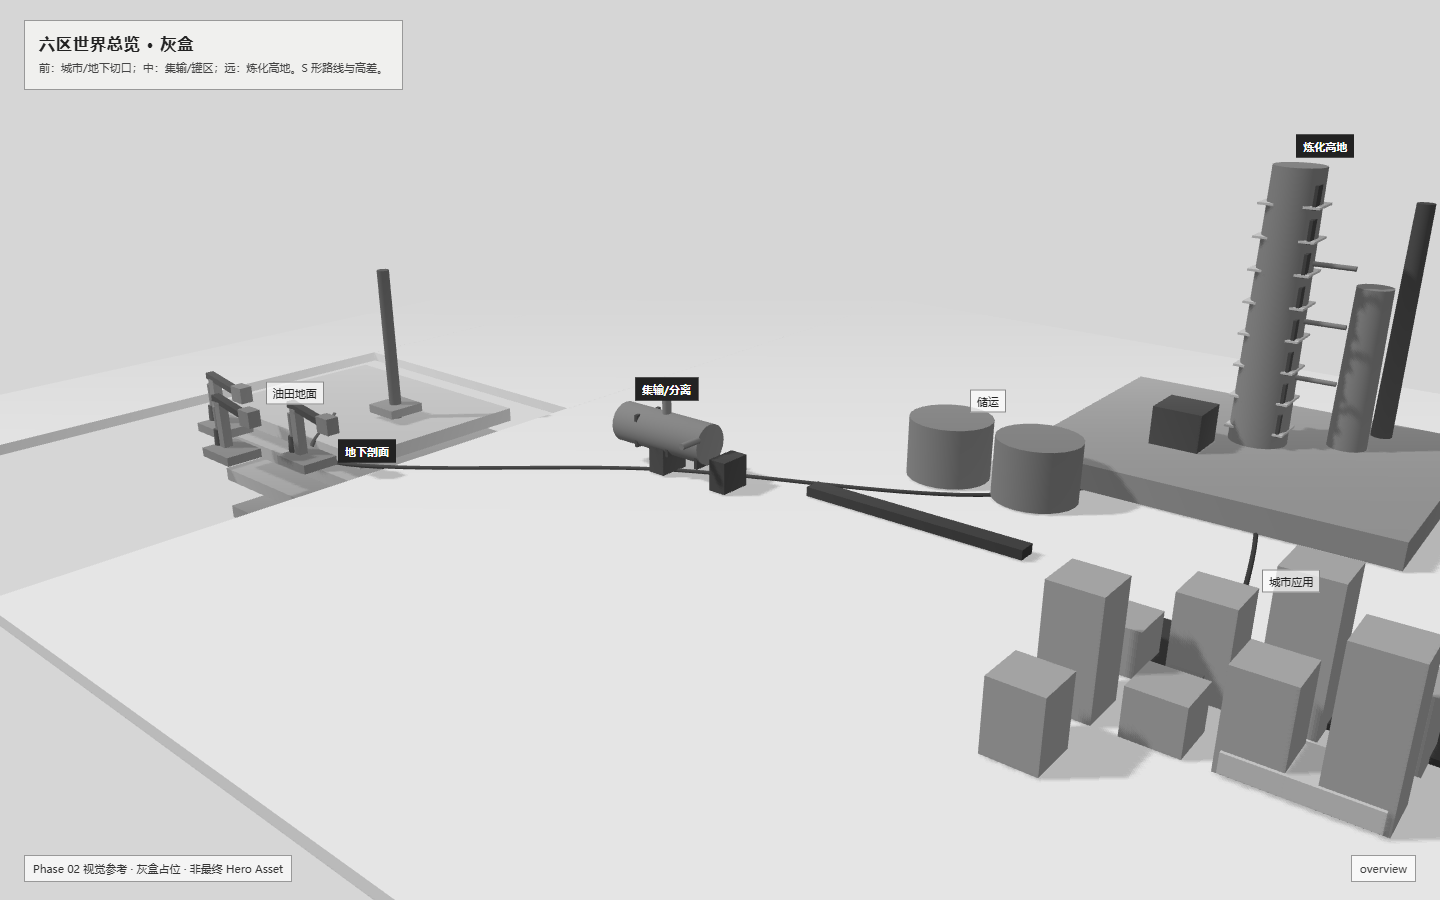 六区世界总览 • 灰盒
前：城市/地下切口；中：集输/罐区；远：炼化高地。S 形路线与高差。
炼化高地
油田地面
集输/分离
储运
地下剖面
城市应用
Phase 02 视觉参考 · 灰盒占位 · 非最终 Hero Asset
overview